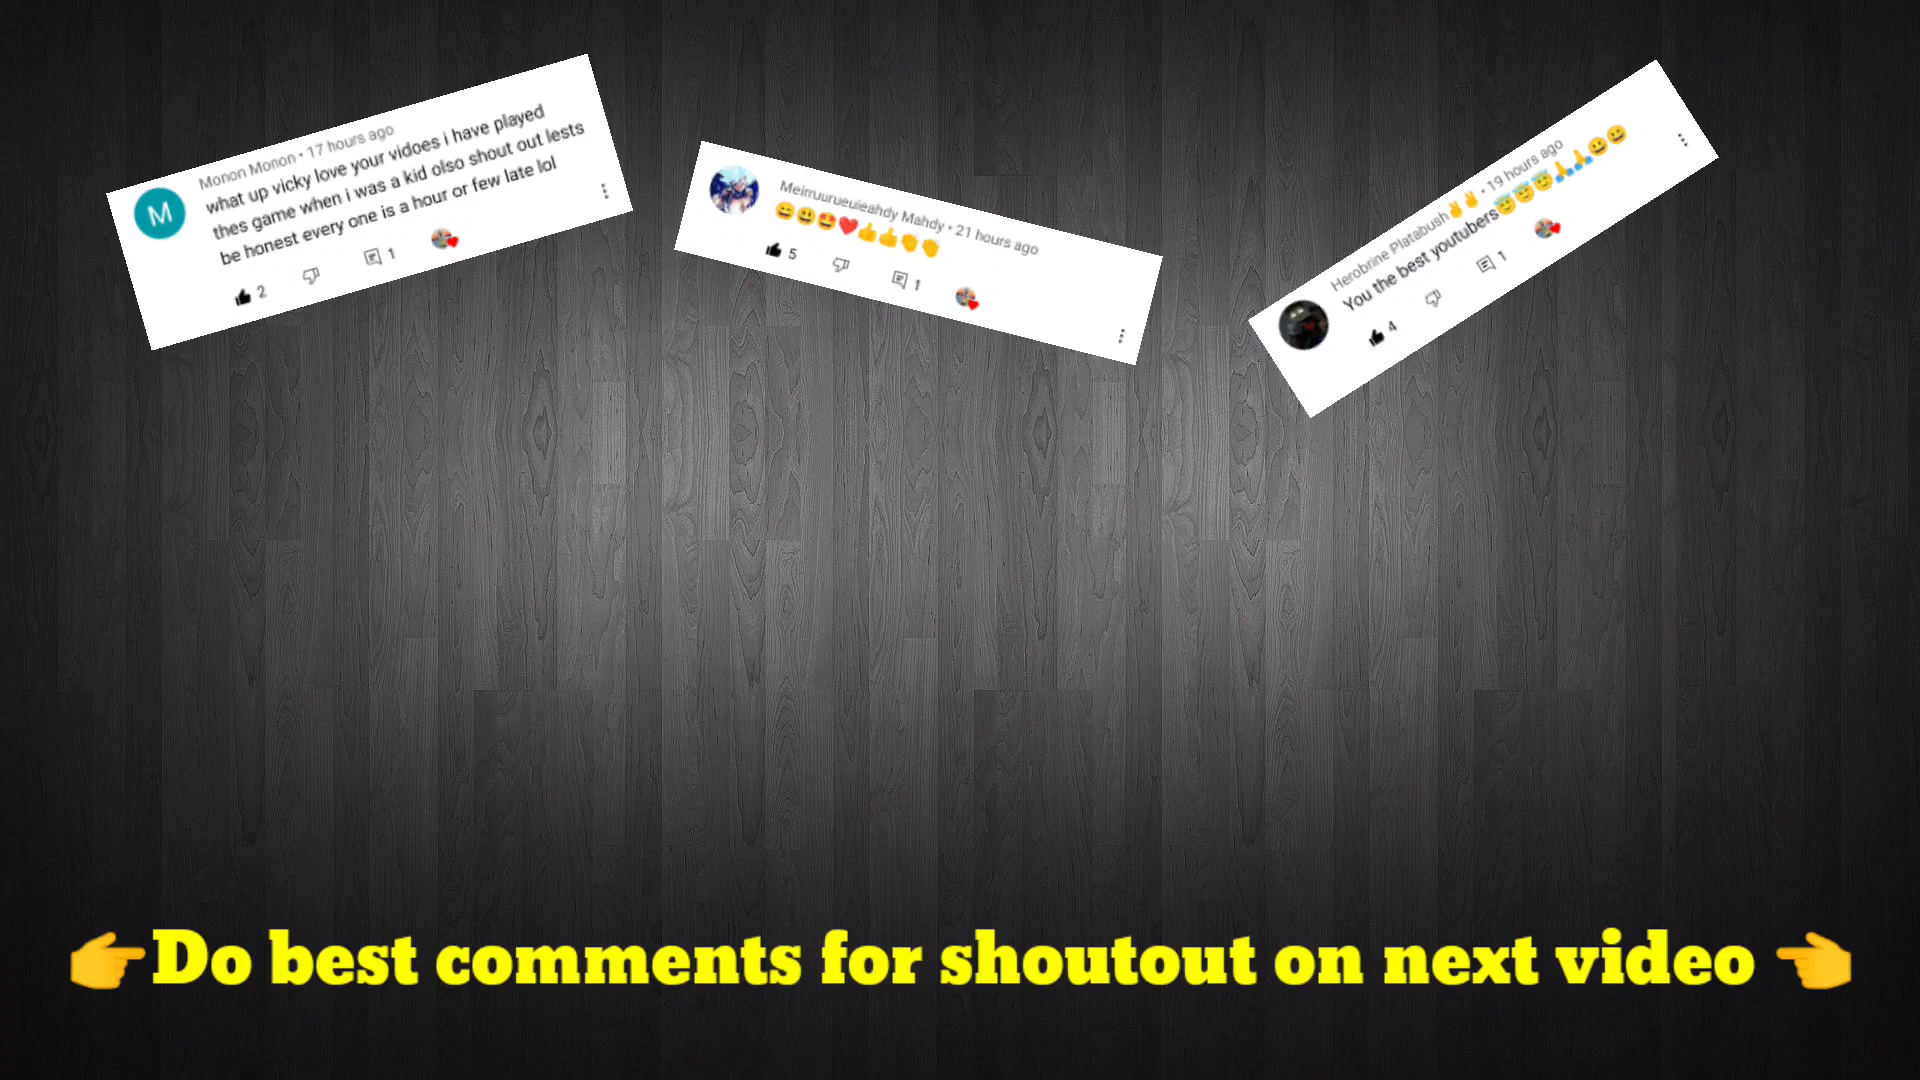 Monon Monon • 17 hours ago
what up vicky love your vidoes i have played
thes game when i was a kid olso shout out lests
be honest every one is a hour or few late lol
2
1
Meirruurueuieahdy Mahdy • 21 hours ago
😄😃🤩❤️👍👍👏👏
5
1
Herobrine Platabush✌️✌️ • 19 hours ago
You the best youtubers😇😇😇🙏🙏😀😀
4
1
👉Do best comments for shoutout on next video 👈